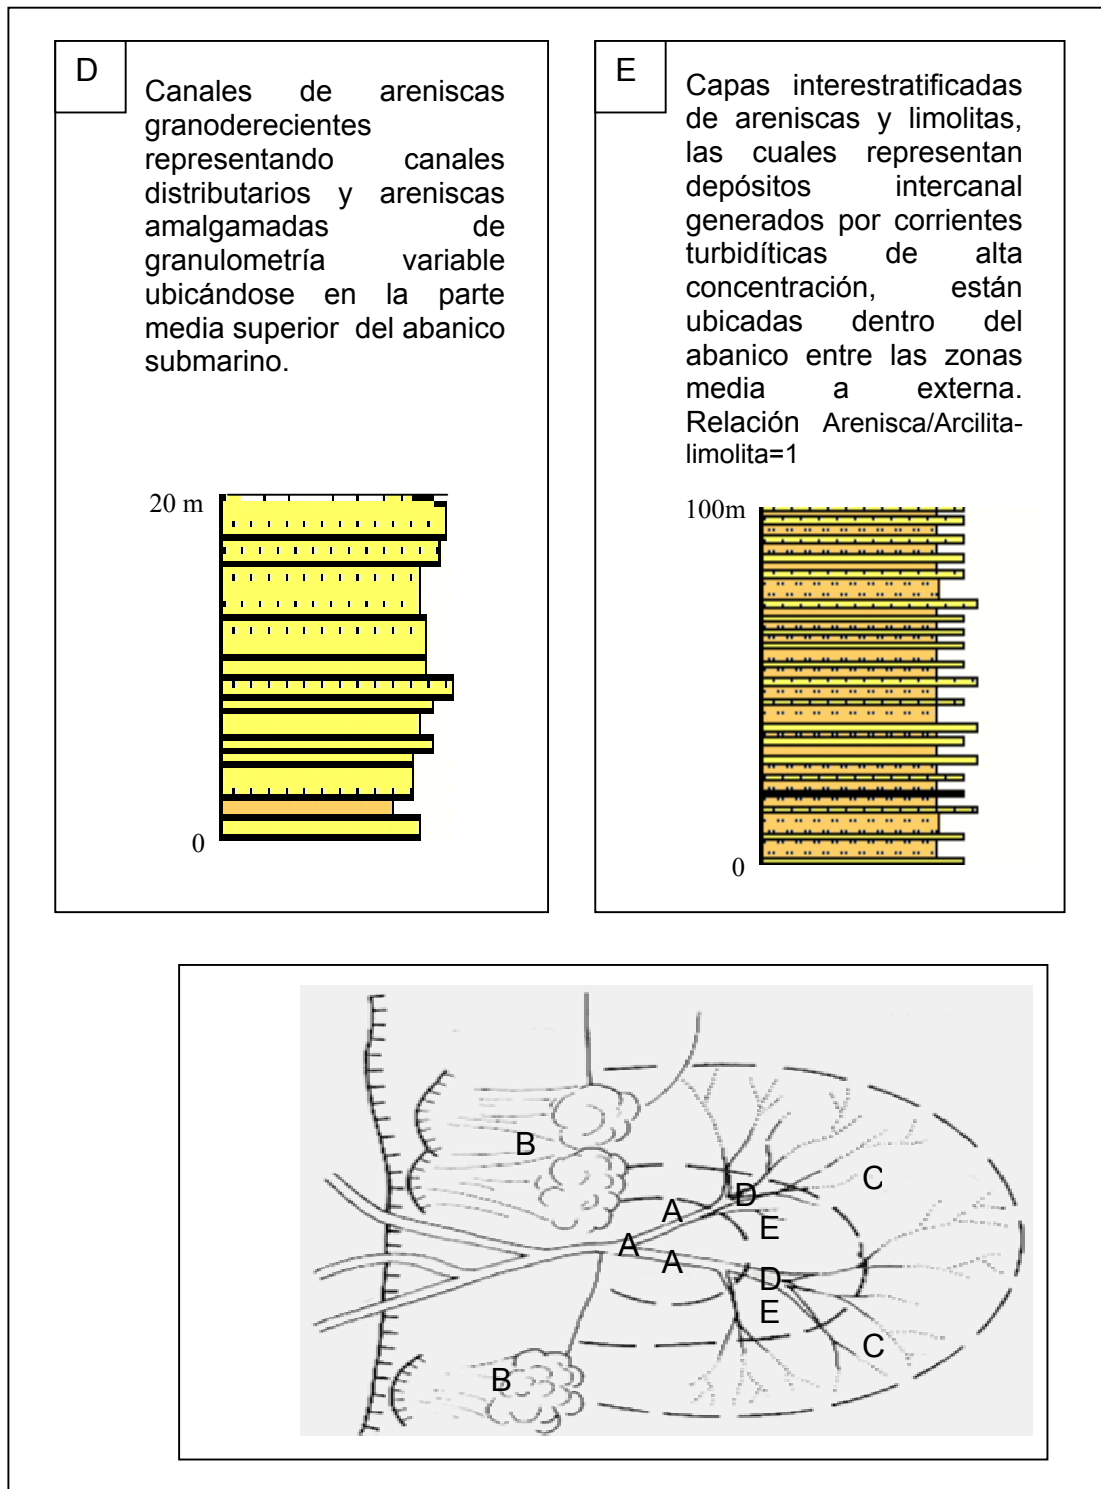 D
Canales de areniscas
granoderecientes
representando canales
distributarios y areniscas
amalgamadas de
granulometría variable
ubicándose en la parte
media superior del abanico
submarino.
20 m
0
E
Capas interestratificadas
de areniscas y limolitas,
las cuales representan
depósitos intercanal
generados por corrientes
turbidíticas de alta
concentración, están
ubicadas dentro del
abanico entre las zonas
media a externa.
Relación Arenisca/Arcilita-
limolita=1
100m
0
B
C
D
A
E
A
A
D
E
C
B